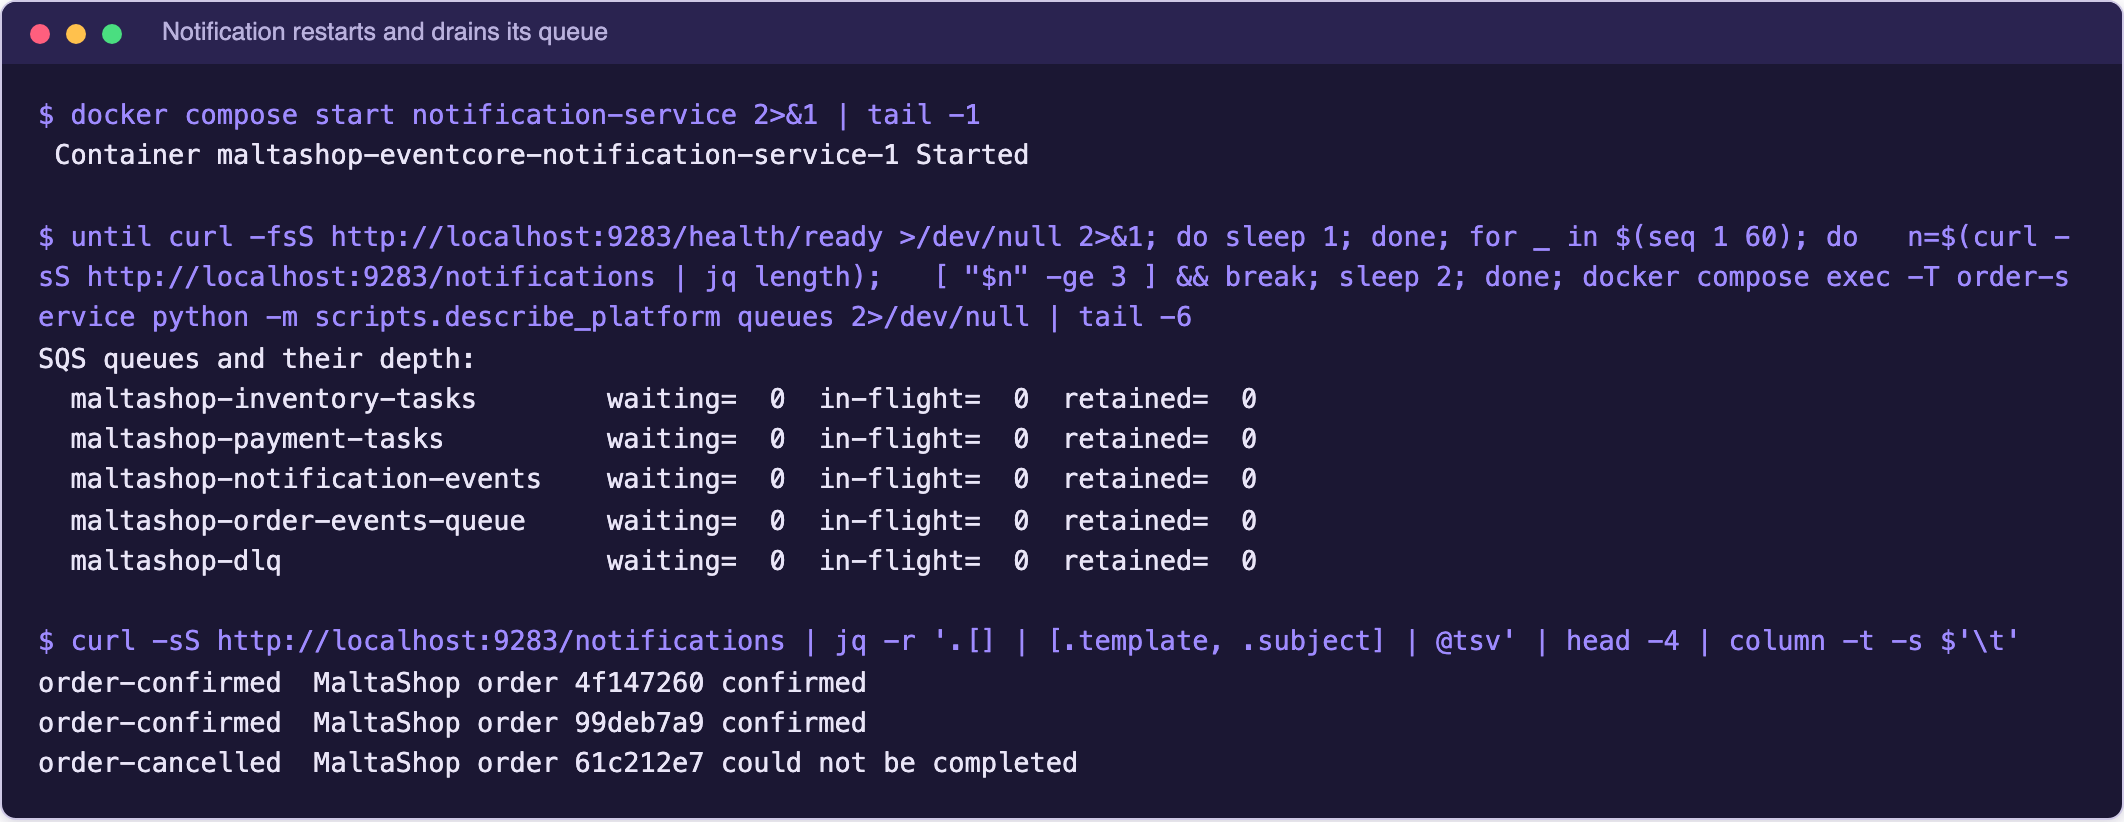 Notification restarts and drains its queue
$ docker compose start notification-service 2>&1 | tail -1
 Container maltashop-eventcore-notification-service-1 Started
$ until curl -fsS http://localhost:9283/health/ready >/dev/null 2>&1; do sleep 1; done; for _ in $(seq 1 60); do   n=$(curl -
sS http://localhost:9283/notifications | jq length);   [ "$n" -ge 3 ] && break; sleep 2; done; docker compose exec -T order-s
ervice python -m scripts.describe_platform queues 2>/dev/null | tail -6
SQS queues and their depth:
  maltashop-inventory-tasks        waiting=  0  in-flight=  0  retained=  0
  maltashop-payment-tasks          waiting=  0  in-flight=  0  retained=  0
  maltashop-notification-events    waiting=  0  in-flight=  0  retained=  0
  maltashop-order-events-queue     waiting=  0  in-flight=  0  retained=  0
  maltashop-dlq                    waiting=  0  in-flight=  0  retained=  0
$ curl -sS http://localhost:9283/notifications | jq -r '.[] | [.template, .subject] | @tsv' | head -4 | column -t -s $'\t'
order-confirmed  MaltaShop order 4f147260 confirmed
order-confirmed  MaltaShop order 99deb7a9 confirmed
order-cancelled  MaltaShop order 61c212e7 could not be completed